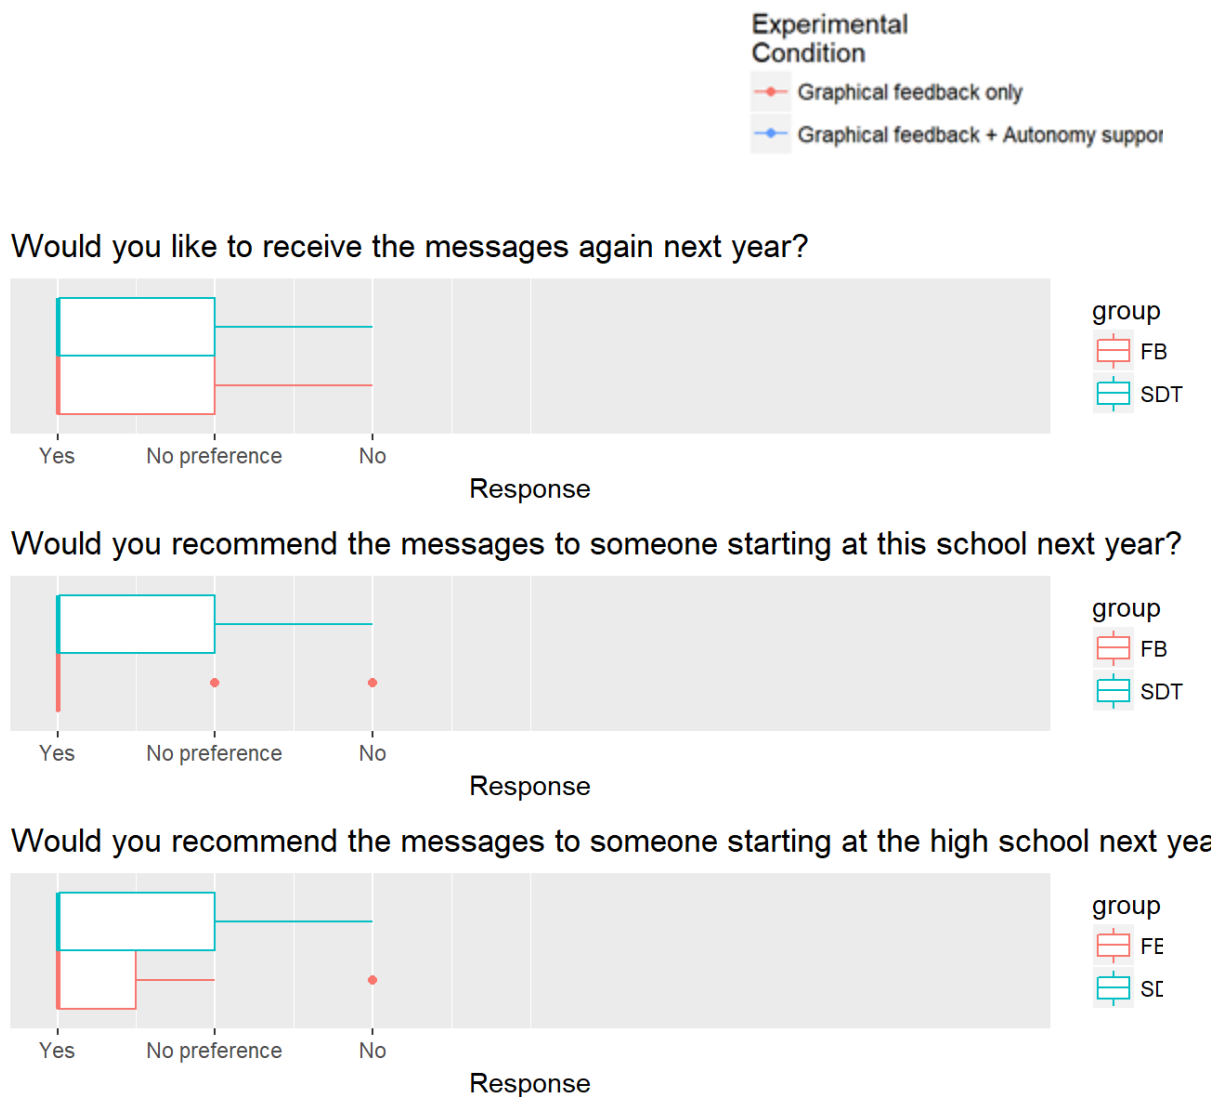 Experimental
Condition
Graphical feedback only
Graphical feedback + Autonomy suppor
Would you like to receive the messages again next year?
group
FB
SDT
Yes No preference No
Response
Would you recommend the messages to someone starting at this school next year?
group
FB
SDT
Yes No preference No
Response
Would you recommend the messages to someone starting at the high school next yea
group
FB
SD
Yes No preference No
Response